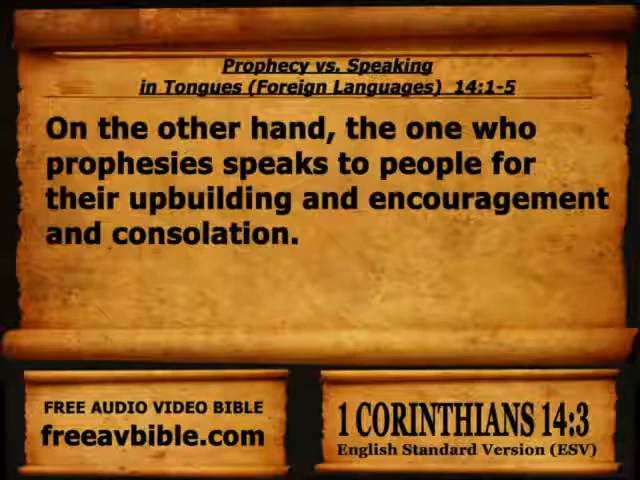 Prophecy vs. Speaking
in Tongues (Foreign Languages) 14:1-5
On the other hand, the one who
prophesies speaks to people for
their upbuilding and encouragement
and consolation.
FREE AUDIO VIDEO BIBLE
freeavbible.com
1 CORINTHIANS 14:3
English Standard Version (ESV)